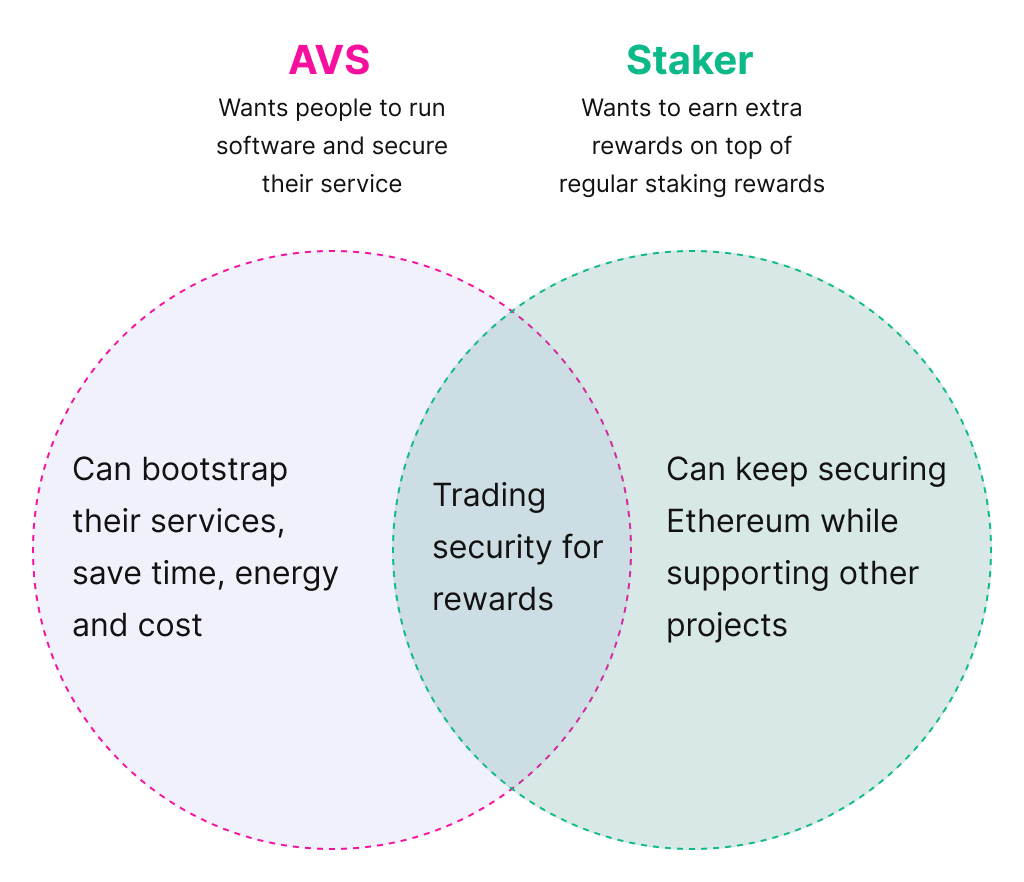 AVS
Wants people to run
software and secure
their service
Staker
Wants to earn extra
rewards on top of
regular staking rewards
Can bootstrap
their services,
save time, energy
and cost
Trading
security for
rewards
Can keep securing
Ethereum while
supporting other
projects